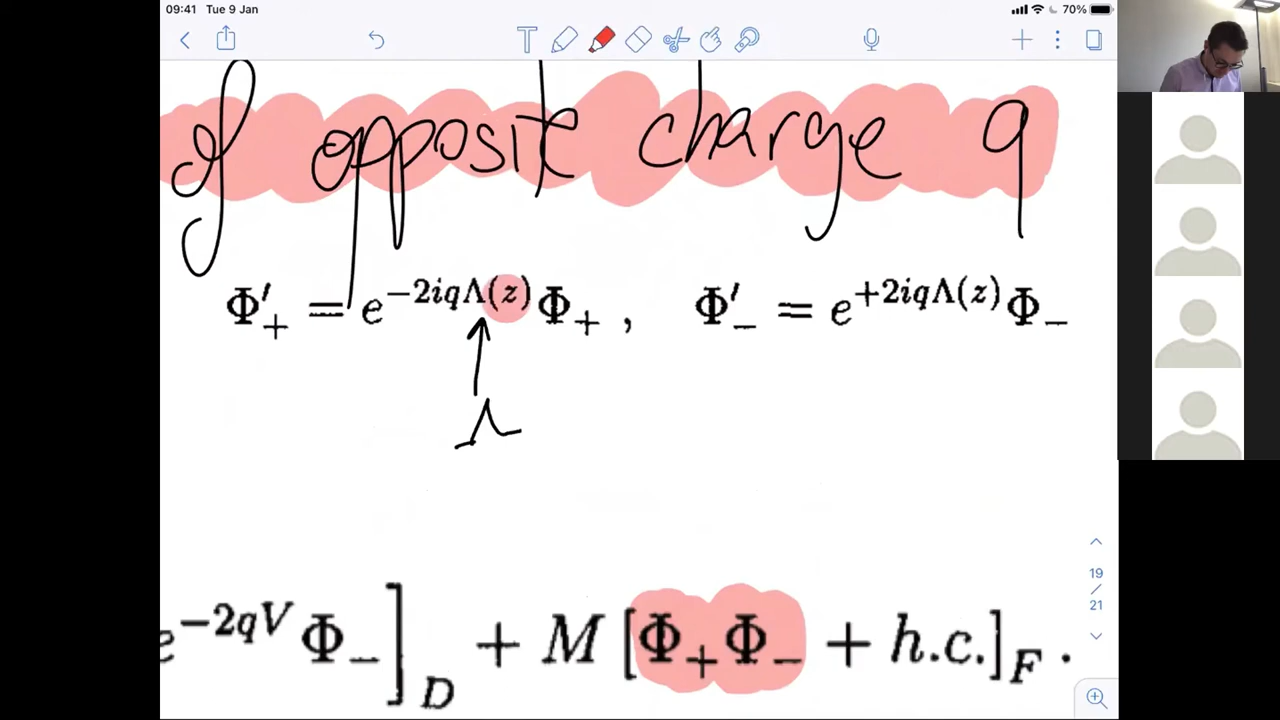 09:41 Tue 9 Jan 70%
of opposite charge q
Φ′₊ = e^{−2iqΛ(z)}Φ₊ , Φ′₋ = e^{+2iqΛ(z)}Φ₋
Λ
e^{−2qV}Φ₋]_D + M[Φ₊Φ₋ + h.c.]_F .
19
/
21